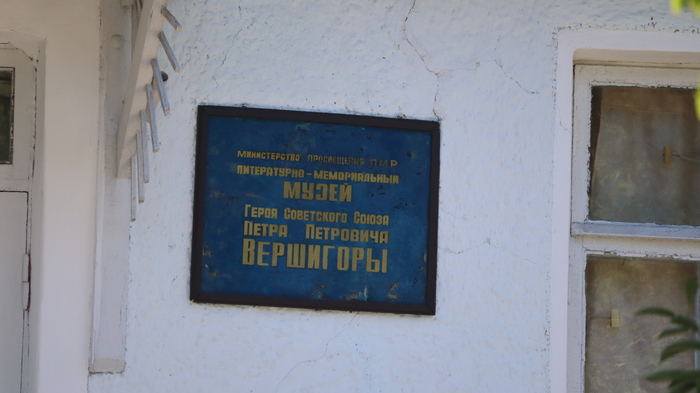 МИНИСТЕРСТВО ПРОСВЕЩЕНИЯ ПМР
ЛИТЕРАТУРНО-МЕМОРИАЛЬНЫЙ
МУЗЕЙ
ГЕРОЯ СОВЕТСКОГО СОЮЗА
ПЕТРА ПЕТРОВИЧА
ВЕРШИГОРЫ